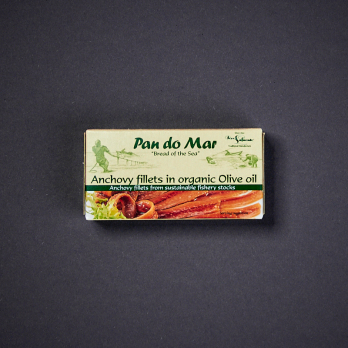 Pan do Mar
"Bread of the Sea"
Anchovy fillets in organic Olive oil
Anchovy fillets from sustainable fishery stocks